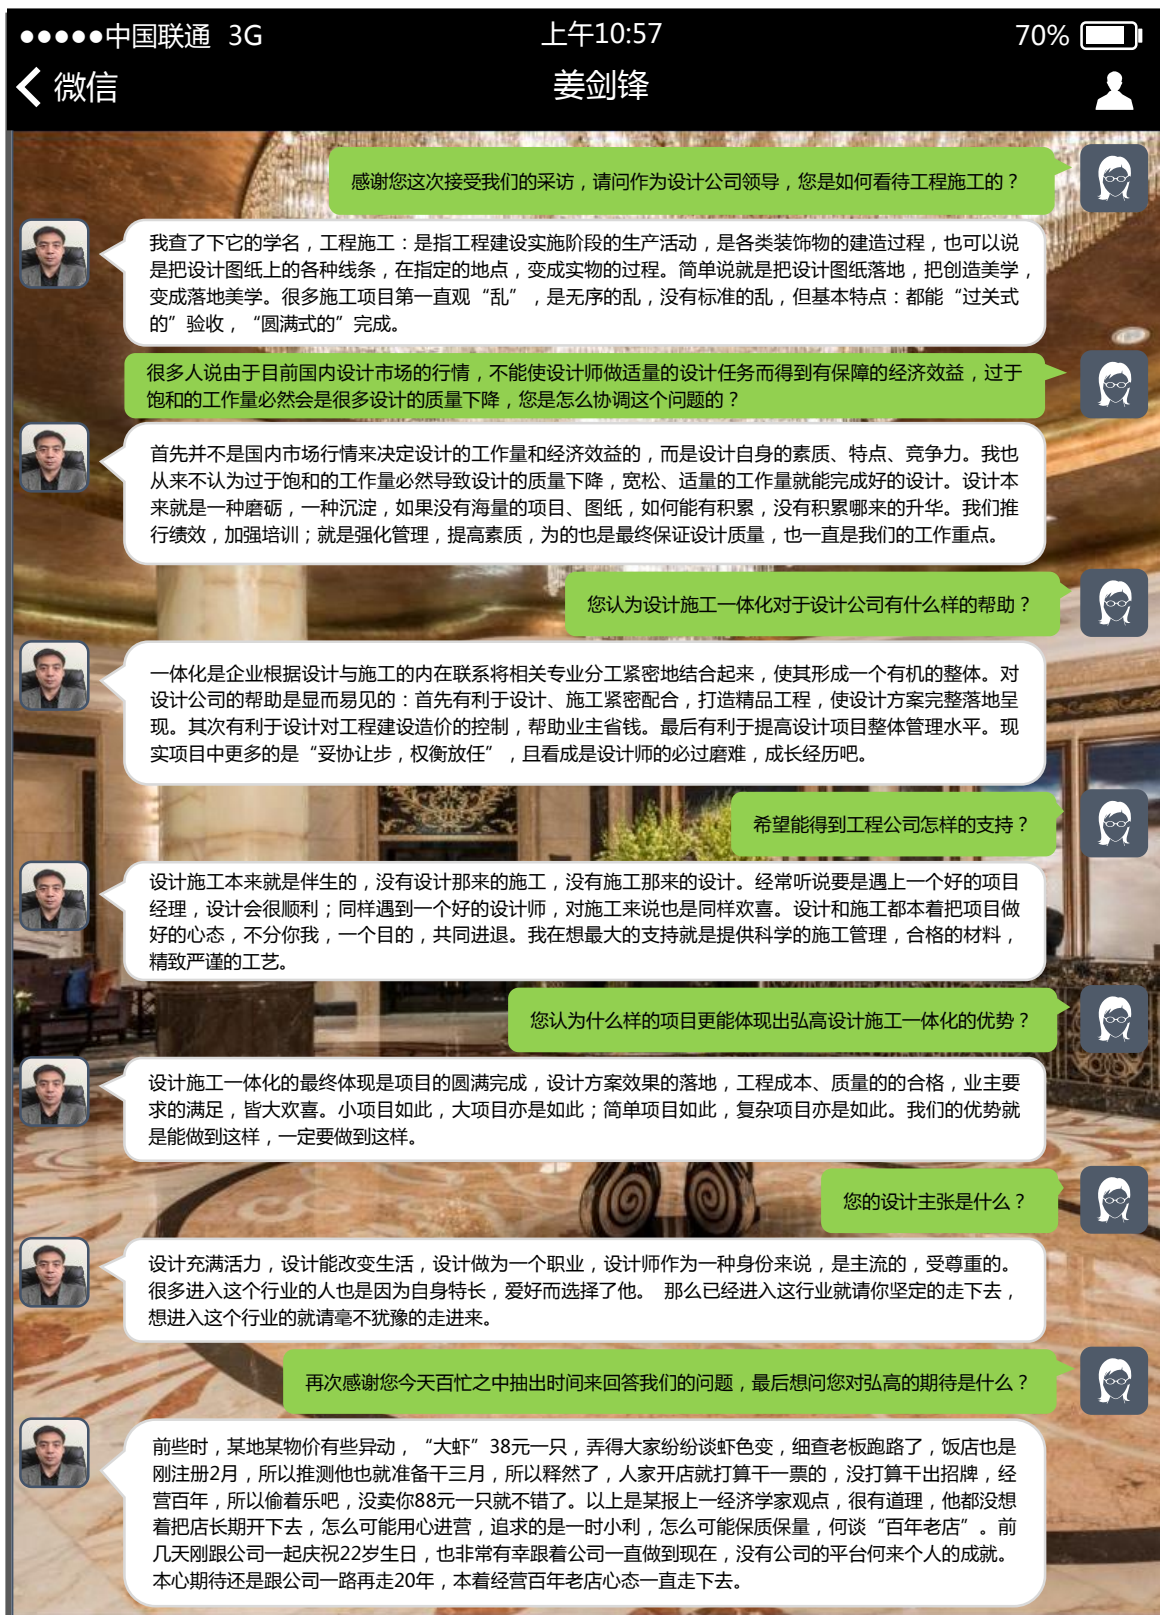 ●●●●●中国联通 3G 上午10:57 70%
微信 姜剑锋
感谢您这次接受我们的采访，请问作为设计公司领导，您是如何看待工程施工的？
我查了下它的学名，工程施工：是指工程建设实施阶段的生产活动，是各类装饰物的建造过程，也可以说
是把设计图纸上的各种线条，在指定的地点，变成实物的过程。简单说就是把设计图纸落地，把创造美学，
变成落地美学。很多施工项目第一直观“乱”，是无序的乱，没有标准的乱，但基本特点：都能“过关式
的”验收，“圆满式的”完成。
很多人说由于目前国内设计市场的行情，不能使设计师做适量的设计任务而得到有保障的经济效益，过于
饱和的工作量必然会是很多设计的质量下降，您是怎么协调这个问题的？
首先并不是国内市场行情来决定设计的工作量和经济效益的，而是设计自身的素质、特点、竞争力。我也
从来不认为过于饱和的工作量必然导致设计的质量下降，宽松、适量的工作量就能完成好的设计。设计本
来就是一种磨砺，一种沉淀，如果没有海量的项目、图纸，如何能有积累，没有积累哪来的升华。我们推
行绩效，加强培训；就是强化管理，提高素质，为的也是最终保证设计质量，也一直是我们的工作重点。
您认为设计施工一体化对于设计公司有什么样的帮助？
一体化是企业根据设计与施工的内在联系将相关专业分工紧密地结合起来，使其形成一个有机的整体。对
设计公司的帮助是显而易见的：首先有利于设计、施工紧密配合，打造精品工程，使设计方案完整落地呈
现。其次有利于设计对工程建设造价的控制，帮助业主省钱。最后有利于提高设计项目整体管理水平。现
实项目中更多的是“妥协让步，权衡放任”，且看成是设计师的必过磨难，成长经历吧。
希望能得到工程公司怎样的支持？
设计施工本来就是伴生的，没有设计那来的施工，没有施工那来的设计。经常听说要是遇上一个好的项目
经理，设计会很顺利；同样遇到一个好的设计师，对施工来说也是同样欢喜。设计和施工都本着把项目做
好的心态，不分你我，一个目的，共同进退。我在想最大的支持就是提供科学的施工管理，合格的材料，
精致严谨的工艺。
您认为什么样的项目更能体现出弘高设计施工一体化的优势？
设计施工一体化的最终体现是项目的圆满完成，设计方案效果的落地，工程成本、质量的的合格，业主要
求的满足，皆大欢喜。小项目如此，大项目亦是如此；简单项目如此，复杂项目亦是如此。我们的优势就
是能做到这样，一定要做到这样。
您的设计主张是什么？
设计充满活力，设计能改变生活，设计做为一个职业，设计师作为一种身份来说，是主流的，受尊重的。
很多进入这个行业的人也是因为自身特长，爱好而选择了他。 那么已经进入这行业就请你坚定的走下去，
想进入这个行业的就请毫不犹豫的走进来。
再次感谢您今天百忙之中抽出时间来回答我们的问题，最后想问您对弘高的期待是什么？
前些时，某地某物价有些异动，“大虾”38元一只，弄得大家纷纷谈虾色变，细查老板跑路了，饭店也是
刚注册2月，所以推测他也就准备干三月，所以释然了，人家开店就打算干一票的，没打算干出招牌，经
营百年，所以偷着乐吧，没卖你88元一只就不错了。以上是某报上一经济学家观点，很有道理，他都没想
着把店长期开下去，怎么可能用心进营，追求的是一时小利，怎么可能保质保量，何谈“百年老店”。前
几天刚跟公司一起庆祝22岁生日，也非常有幸跟着公司一直做到现在，没有公司的平台何来个人的成就。
本心期待还是跟公司一路再走20年，本着经营百年老店心态一直走下去。